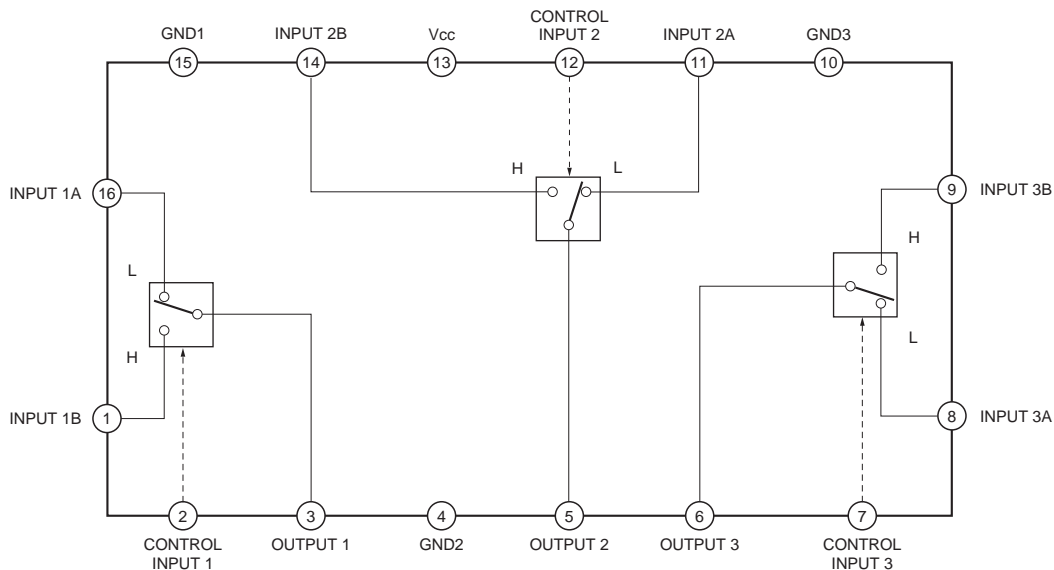 GND1
INPUT 2B
Vcc
CONTROL
INPUT 2
INPUT 2A
GND3
15
14
13
12
11
10
H
L
INPUT 1A
16
9
INPUT 3B
H
L
H
L
INPUT 1B
1
8
INPUT 3A
2
3
4
5
6
7
CONTROL
INPUT 1
OUTPUT 1
GND2
OUTPUT 2
OUTPUT 3
CONTROL
INPUT 3